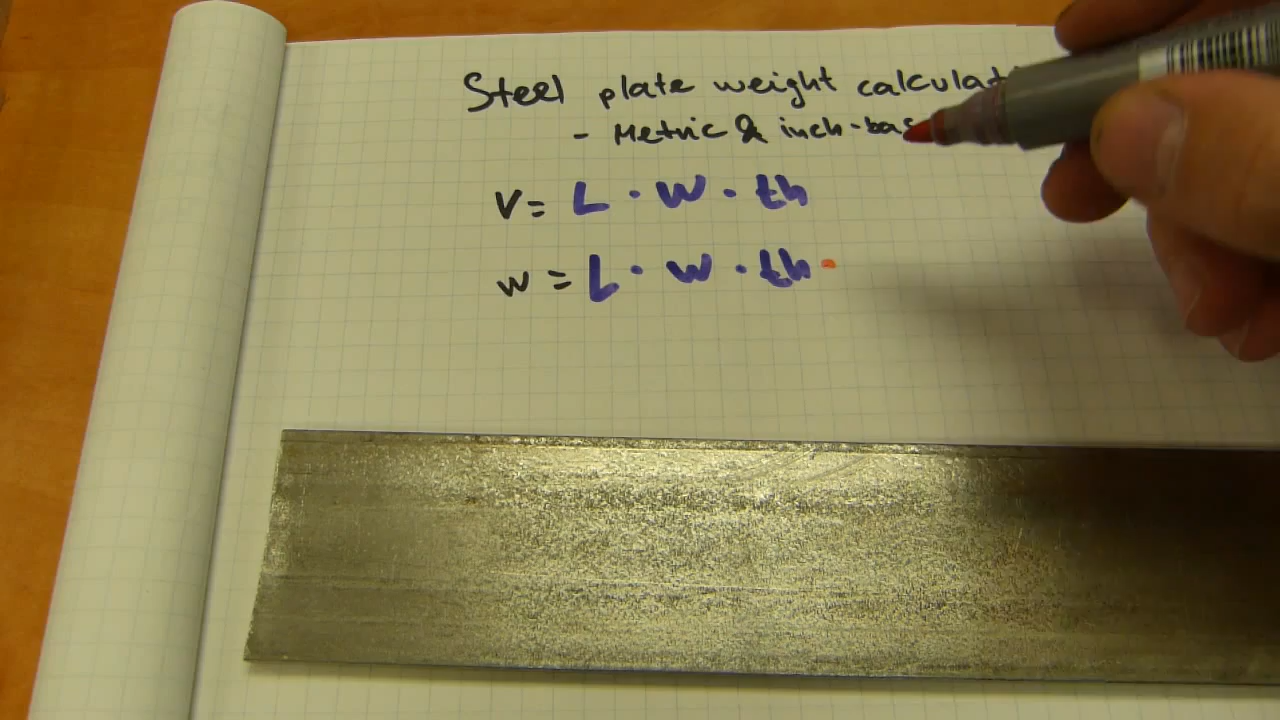 Steel plate weight calculat
- Metric & inch-bas
V = L · W · th
w = L · W · th ·